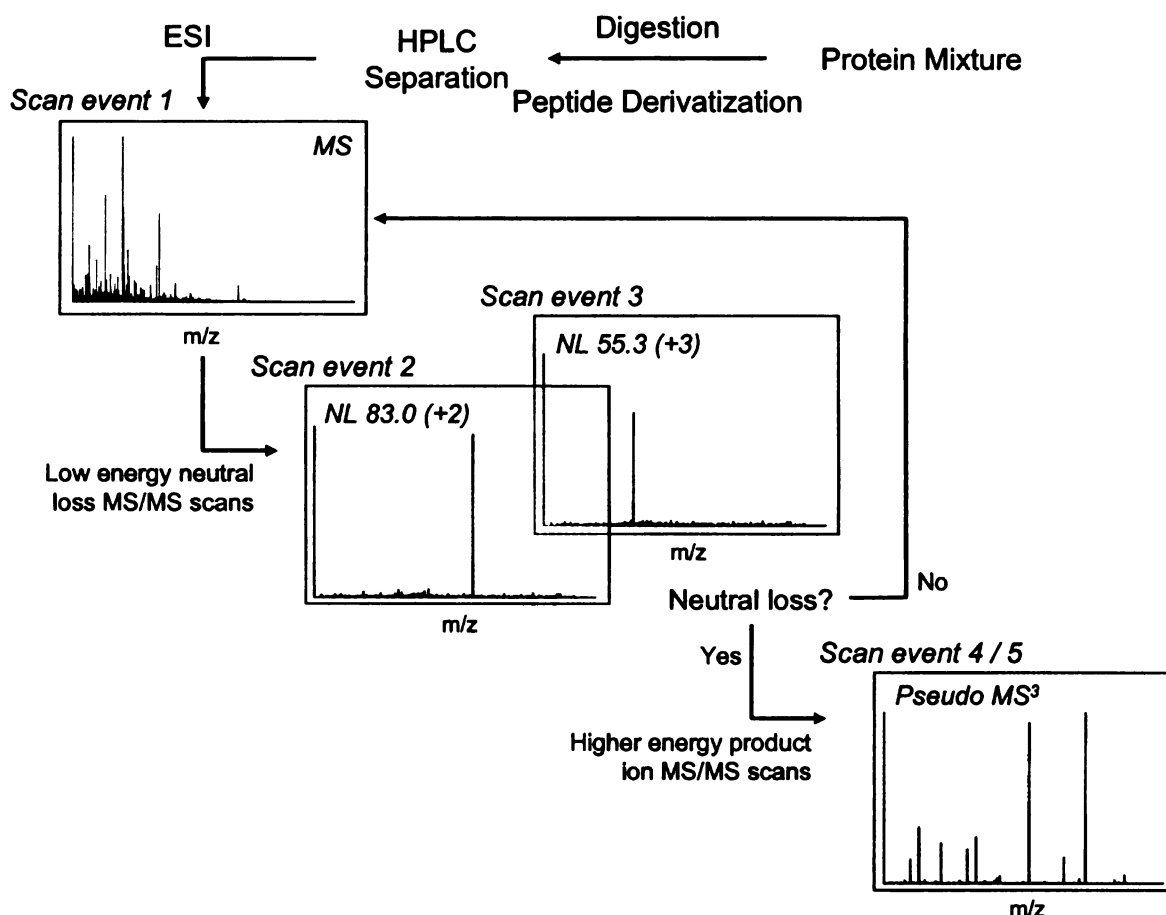 ESI
HPLC
Separation
Digestion
Peptide Derivatization
Protein Mixture
Scan event 1
MS
m/z
Scan event 3
NL 55.3 (+3)
m/z
Scan event 2
NL 83.0 (+2)
m/z
Low energy neutral
loss MS/MS scans
Neutral loss?
No
Yes
Scan event 4 / 5
Pseudo MS³
m/z
Higher energy product
ion MS/MS scans